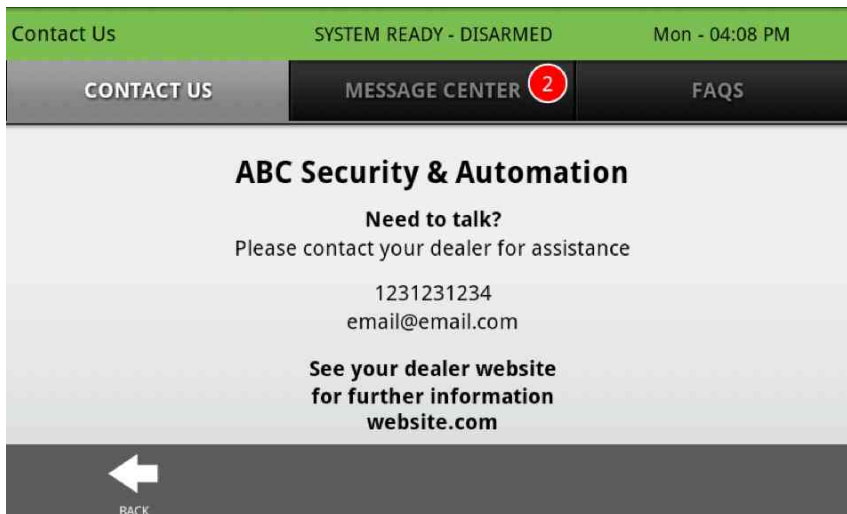 Contact Us SYSTEM READY - DISARMED Mon - 04:08 PM
CONTACT US MESSAGE CENTER 2 FAQS
ABC Security & Automation
Need to talk?
Please contact your dealer for assistance
1231231234
email@email.com
See your dealer website
for further information
website.com
BACK